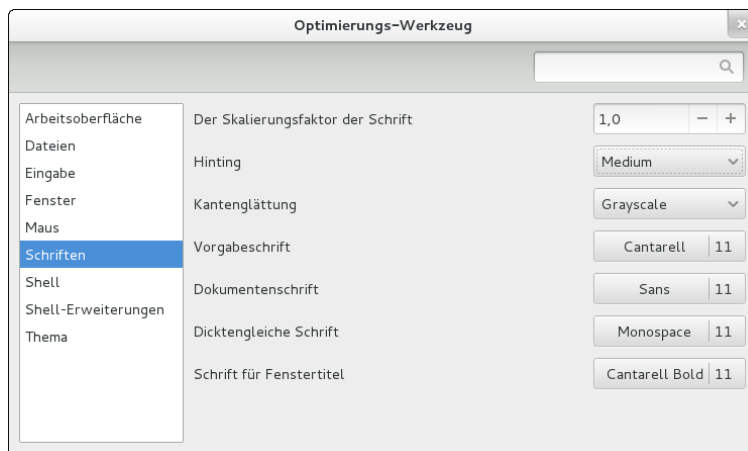 Optimierungs-Werkzeug
Arbeitsoberfläche
Dateien
Eingabe
Fenster
Maus
Schriften
Shell
Shell-Erweiterungen
Thema
Der Skalierungsfaktor der Schrift 1,0 − +
Hinting Medium
Kantenglättung Grayscale
Vorgabeschrift Cantarell 11
Dokumentenschrift Sans 11
Dicktengleiche Schrift Monospace 11
Schrift für Fenstertitel Cantarell Bold 11